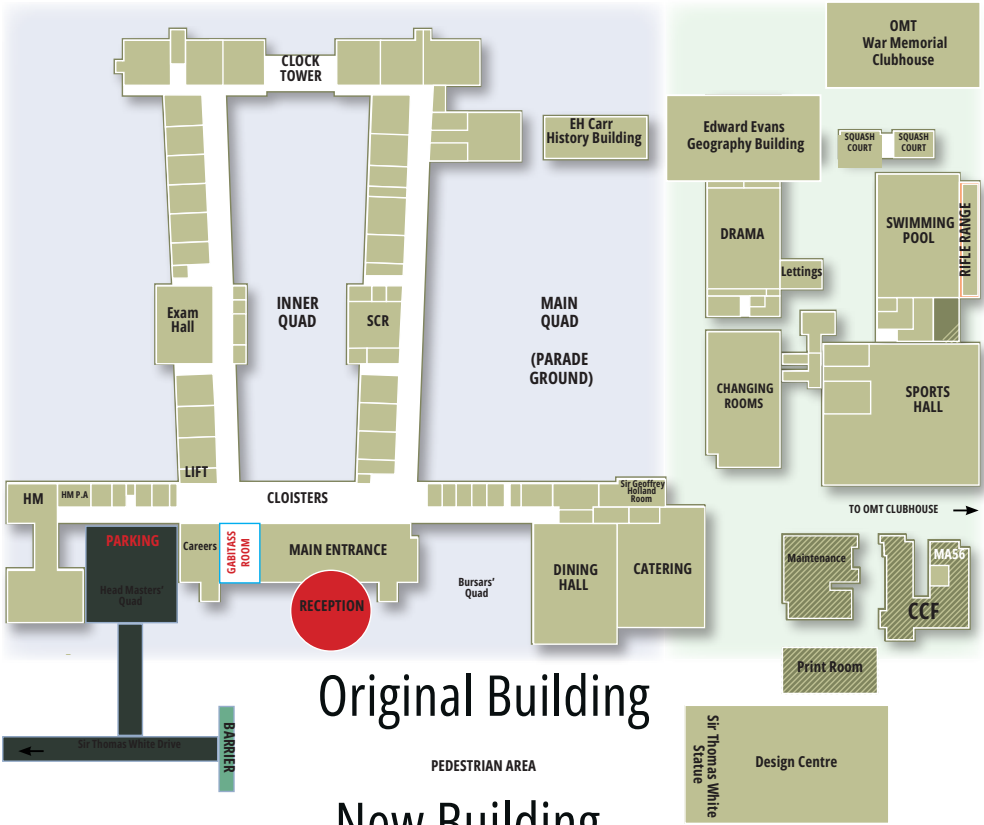 OMT
War Memorial
Clubhouse
CLOCK
TOWER
EH Carr
History Building
Edward Evans
Geography Building
SQUASH
COURT
SQUASH
COURT
DRAMA
Lettings
SWIMMING
POOL
RIFLE RANGE
Exam
Hall
INNER
QUAD
SCR
MAIN
QUAD
(PARADE
GROUND)
CHANGING
ROOMS
SPORTS
HALL
LIFT
HM
HM P.A
CLOISTERS
Sir Geoffrey
Holland
Room
TO OMT CLUBHOUSE
PARKING
Careers
GABITASS
ROOM
MAIN ENTRANCE
Head Masters'
Quad
RECEPTION
Bursars'
Quad
DINING
HALL
CATERING
Maintenance
MA56
CCF
Print Room
Original Building
Sir Thomas White Drive
BARRIER
PEDESTRIAN AREA
Sir Thomas White
Statue
Design Centre
New Building